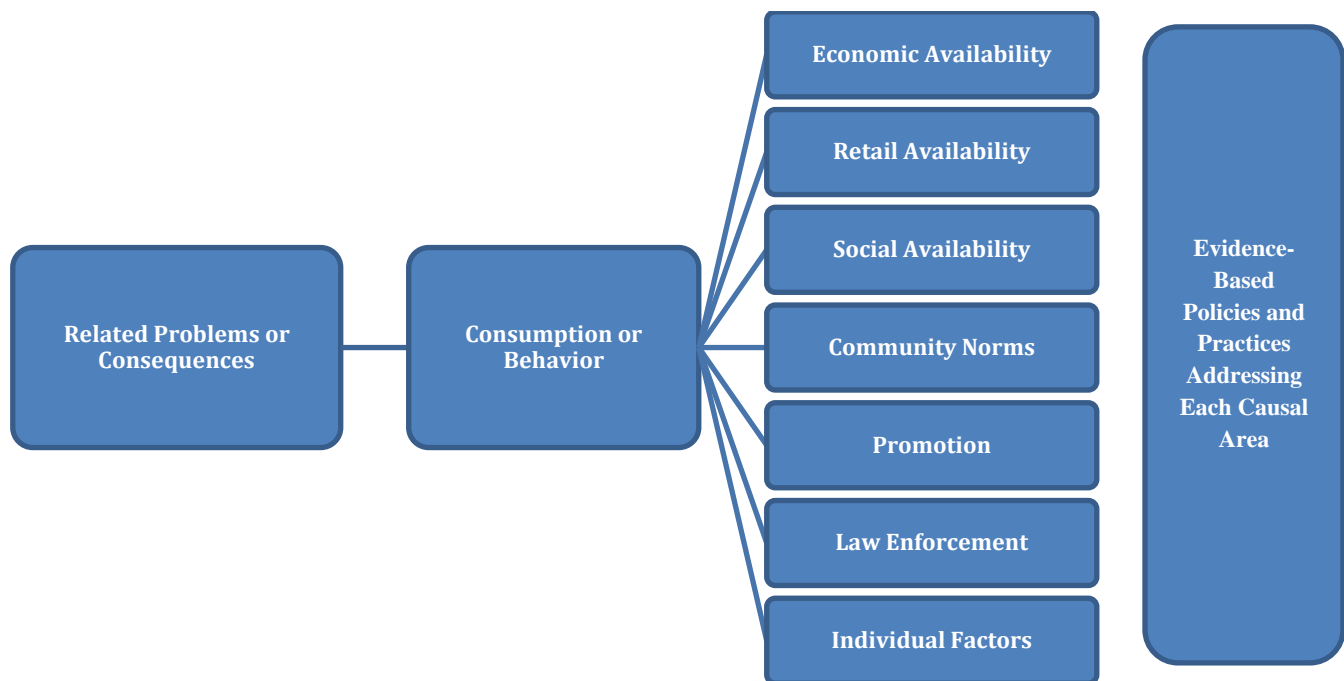 Related Problems or
Consequences
Consumption or
Behavior
Economic Availability
Retail Availability
Social Availability
Community Norms
Promotion
Law Enforcement
Individual Factors
Evidence-
Based
Policies and
Practices
Addressing
Each Causal
Area